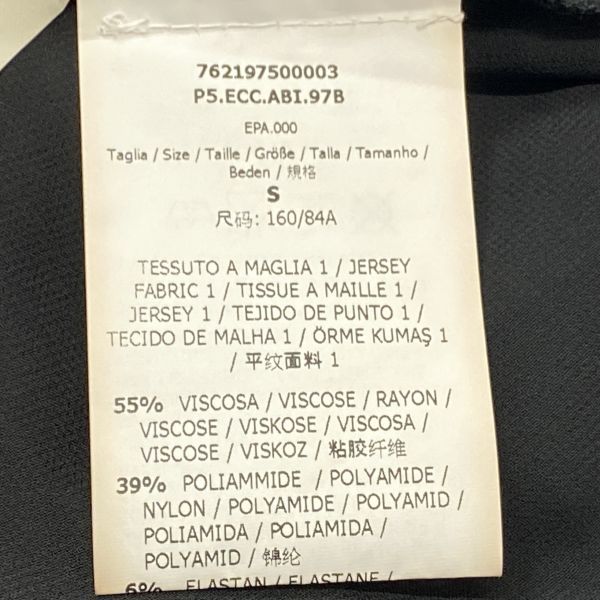 762197500003
P5.ECC.ABI.97B
EPA.000
Taglia / Size / Taille / Größe / Talla / Tamanho /
Beden / 規格
S
尺码: 160/84A
TESSUTO A MAGLIA 1 / JERSEY
FABRIC 1 / TISSUE A MAILLE 1 /
JERSEY 1 / TEJIDO DE PUNTO 1 /
TECIDO DE MALHA 1 / ÖRME KUMAŞ 1
/ 平纹面料 1
55% VISCOSA / VISCOSE / RAYON /
VISCOSE / VISKOSE / VISCOSA /
VISCOSE / VISKOZ / 粘胶纤维
39% POLIAMMIDE / POLYAMIDE /
NYLON / POLYAMIDE / POLYAMID /
POLIAMIDA / POLIAMIDA /
POLYAMID / 锦纶
6% ELASTAN / ELASTANE /